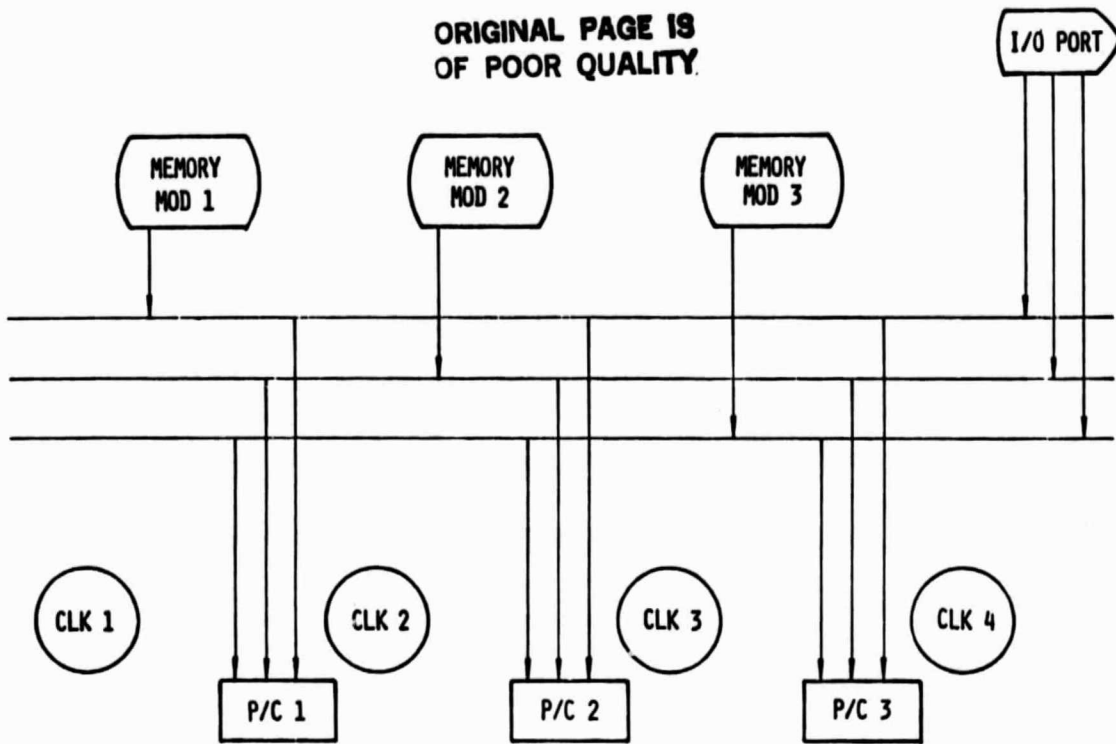 ORIGINAL PAGE IS
OF POOR QUALITY.
I/O PORT
MEMORY
MOD 1
MEMORY
MOD 2
MEMORY
MOD 3
CLK 1
CLK 2
CLK 3
CLK 4
P/C 1
P/C 2
P/C 3